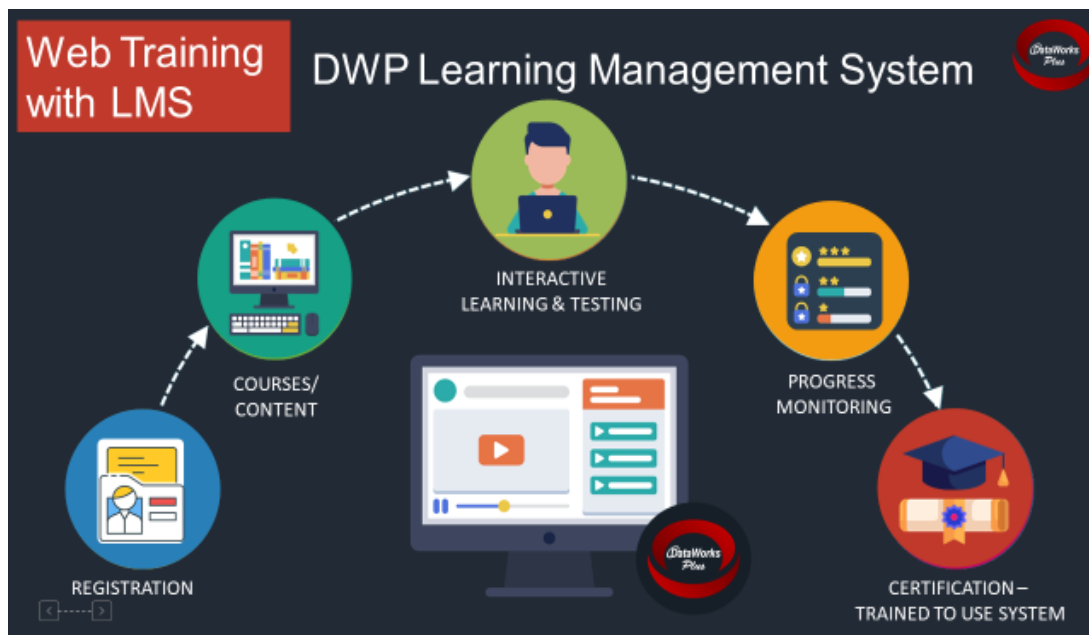 Web Training
with LMS
DWP Learning Management System
DataWorks
Plus
INTERACTIVE
LEARNING & TESTING
COURSES/
CONTENT
PROGRESS
MONITORING
DataWorks
Plus
REGISTRATION
CERTIFICATION –
TRAINED TO USE SYSTEM